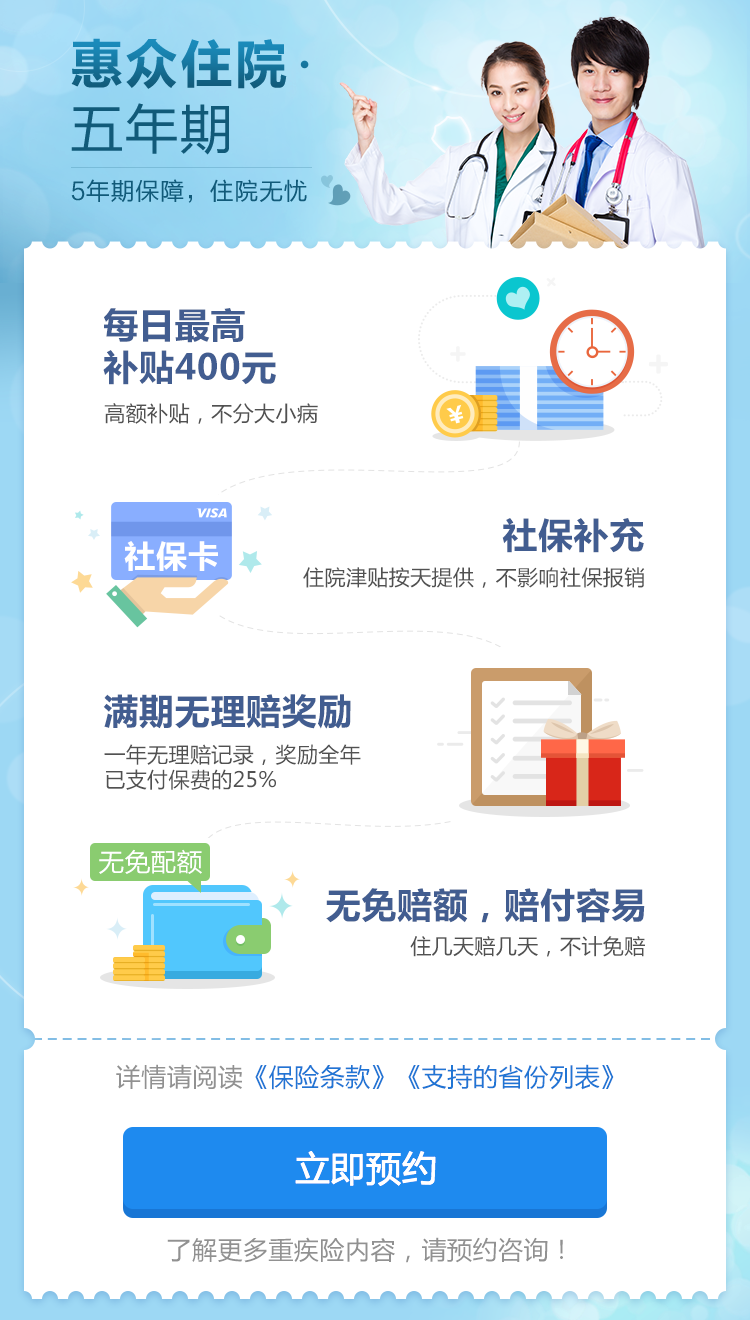 惠众住院·
五年期
5年期保障，住院无忧
每日最高
补贴400元
高额补贴，不分大小病
¥
VISA
社保卡
社保补充
住院津贴按天提供，不影响社保报销
满期无理赔奖励
一年无理赔记录，奖励全年
已支付保费的25%
无免配额
无免赔额，赔付容易
住几天赔几天，不计免赔
详情请阅读《保险条款》《支持的省份列表》
立即预约
了解更多重疾险内容，请预约咨询！